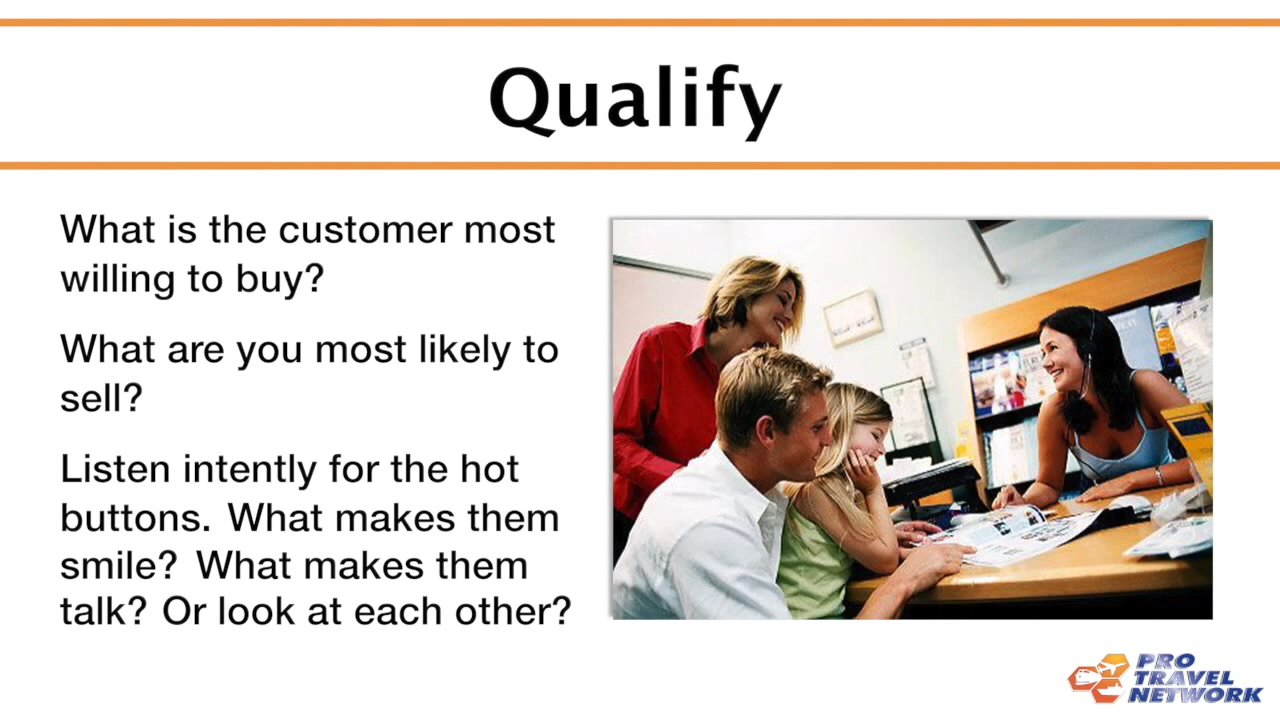 Qualify
What is the customer most
willing to buy?
What are you most likely to
sell?
Listen intently for the hot
buttons. What makes them
smile? What makes them
talk? Or look at each other?
PRO
TRAVEL
NETWORK